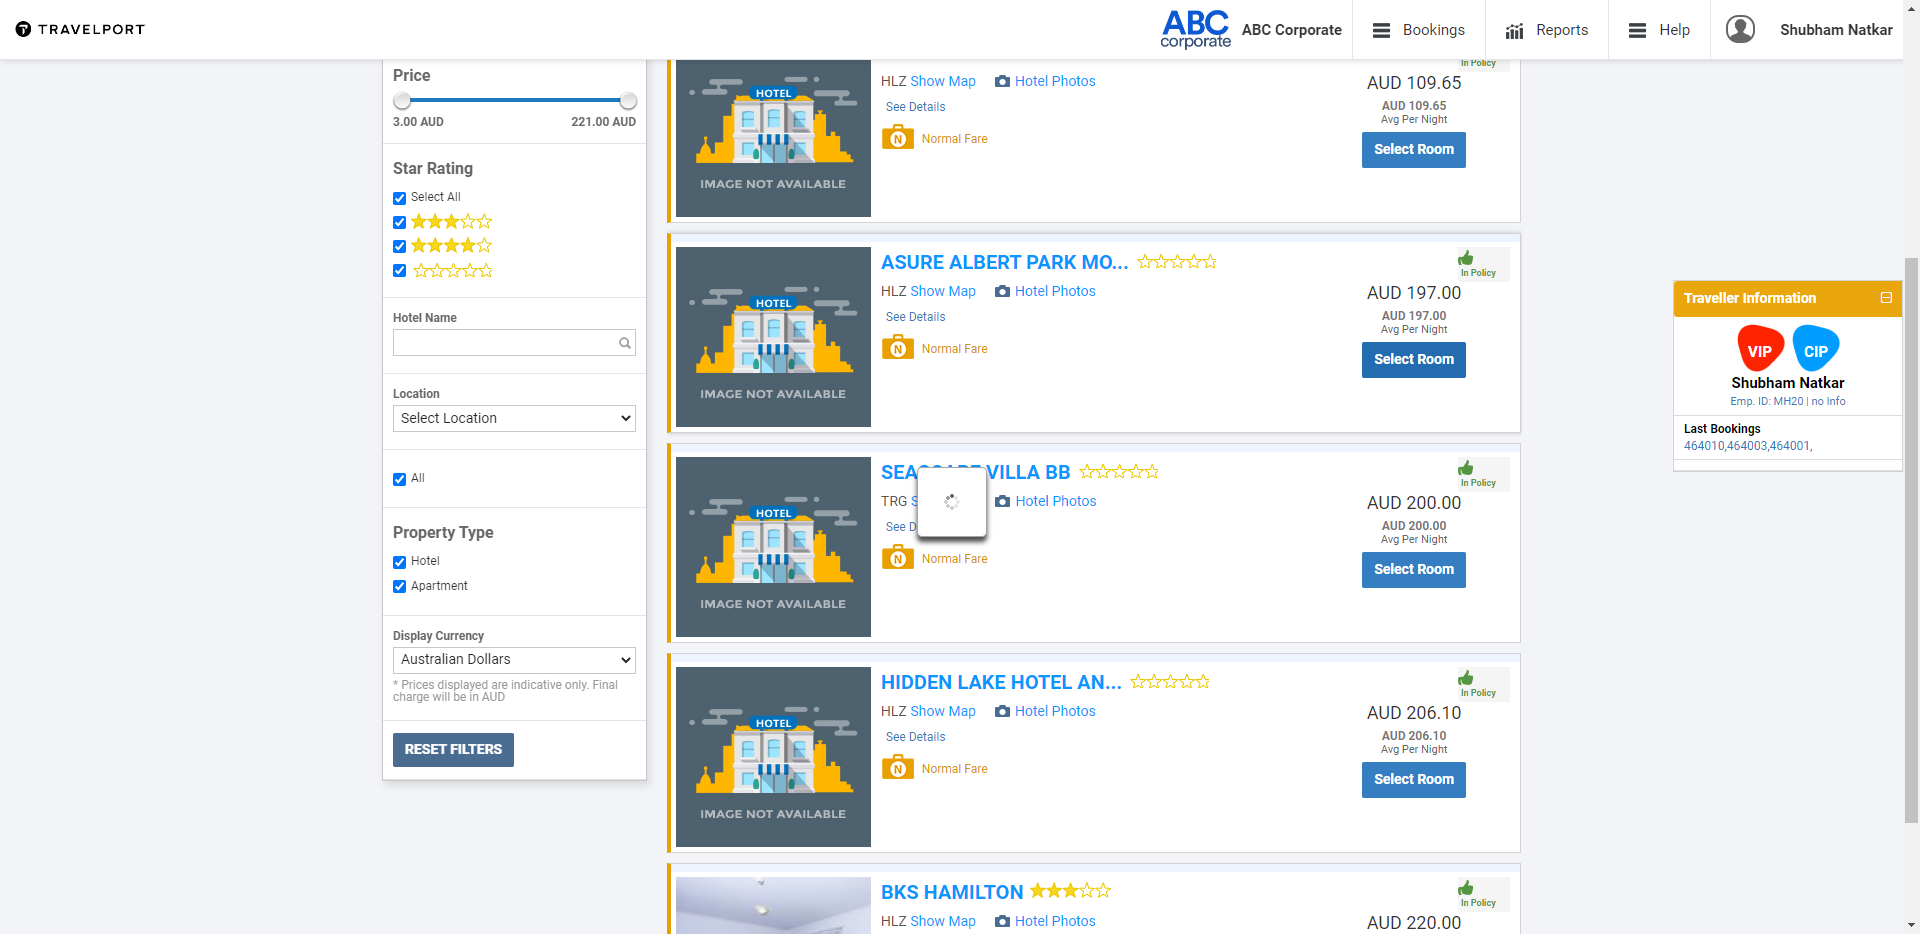 TRAVELPORT
ABC
corporate
ABC Corporate
Bookings
Reports
Help
Shubham Natkar
Price
3.00 AUD
221.00 AUD
Star Rating
Select All
Hotel Name
Location
Select Location
All
Property Type
Hotel
Apartment
Display Currency
Australian Dollars
* Prices displayed are indicative only. Final
charge will be in AUD
RESET FILTERS
HOTEL
IMAGE NOT AVAILABLE
HLZ Show Map
Hotel Photos
See Details
N
Normal Fare
In Policy
AUD 109.65
AUD 109.65
Avg Per Night
Select Room
HOTEL
IMAGE NOT AVAILABLE
ASURE ALBERT PARK MO...
HLZ Show Map
Hotel Photos
See Details
N
Normal Fare
In Policy
AUD 197.00
AUD 197.00
Avg Per Night
Select Room
HOTEL
IMAGE NOT AVAILABLE
VILLA BB
TRG
Hotel Photos
See
N
Normal Fare
In Policy
AUD 200.00
AUD 200.00
Avg Per Night
Select Room
HOTEL
IMAGE NOT AVAILABLE
HIDDEN LAKE HOTEL AN...
HLZ Show Map
Hotel Photos
See Details
N
Normal Fare
In Policy
AUD 206.10
AUD 206.10
Avg Per Night
Select Room
BKS HAMILTON
HLZ Show Map
Hotel Photos
In Policy
AUD 220.00
Traveller Information
VIP
CIP
Shubham Natkar
Emp. ID: MH20 | no Info
Last Bookings
464010,464003,464001,